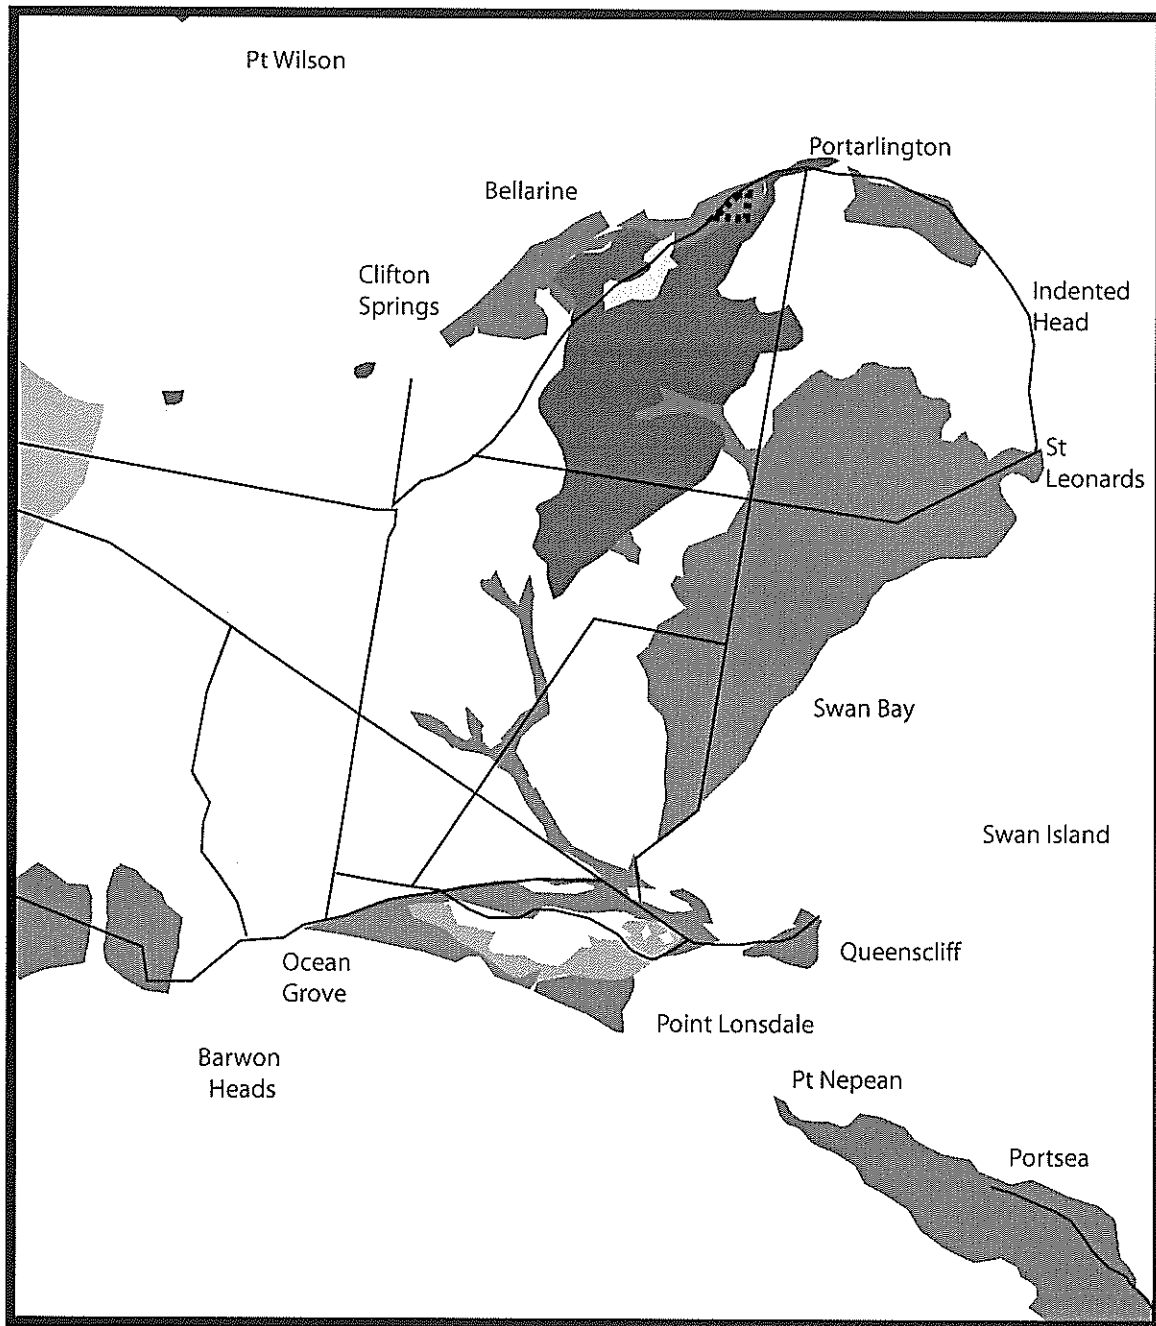 Pt Wilson
Portarlington
Bellarine
Clifton
Springs
Indented
Head
St
Leonards
Swan Bay
Swan Island
Queenscliff
Ocean
Grove
Point Lonsdale
Barwon
Heads
Pt Nepean
Portsea